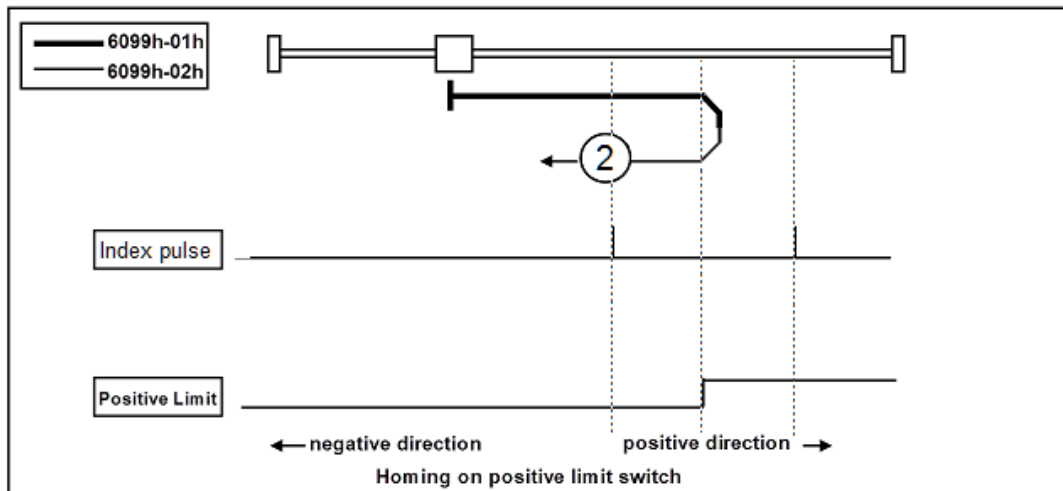 6099h-01h
6099h-02h
2
Index pulse
Positive Limit
negative direction
positive direction
Homing on positive limit switch